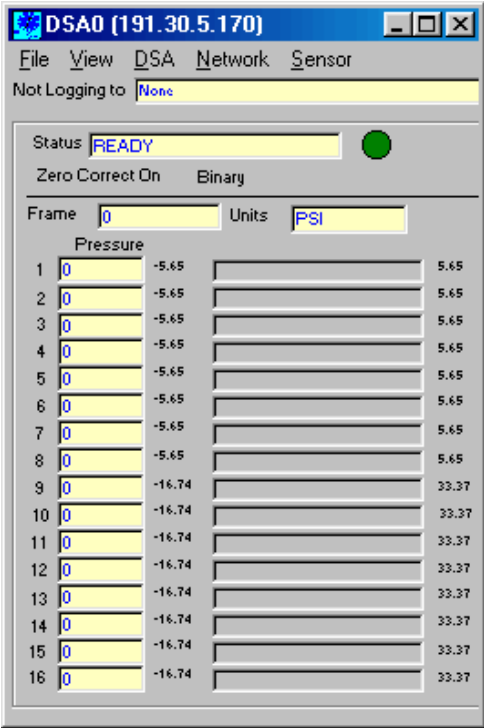 DSA0 (191.30.5.170)
File View DSA Network Sensor
Not Logging to None
Status READY
Zero Correct On Binary
Frame 0 Units PSI
Pressure
1 0 -5.65 5.65
2 0 -5.65 5.65
3 0 -5.65 5.65
4 0 -5.65 5.65
5 0 -5.65 5.65
6 0 -5.65 5.65
7 0 -5.65 5.65
8 0 -5.65 5.65
9 0 -16.74 33.37
10 0 -16.74 33.37
11 0 -16.74 33.37
12 0 -16.74 33.37
13 0 -16.74 33.37
14 0 -16.74 33.37
15 0 -16.74 33.37
16 0 -16.74 33.37